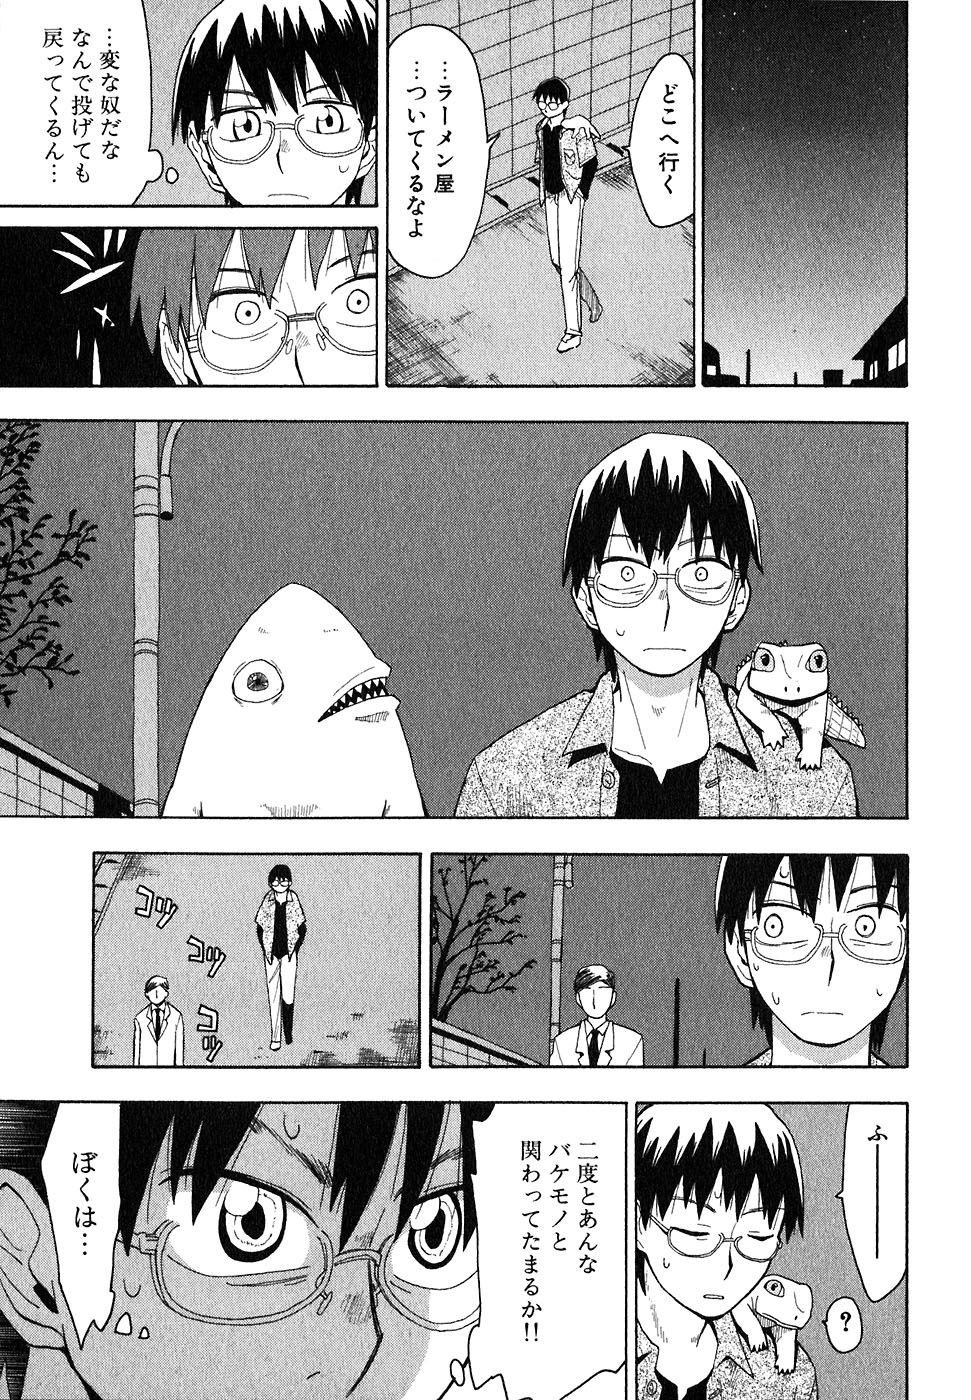 どこへ行く
…ラーメン屋
…ついてくるなよ
…変な奴だな
なんで投げても
戻ってくるん…
コツ
コツ
コツ
ふーーー
?
二度とあんな
バケモノと
関わってたまるか!!
ぼくは…